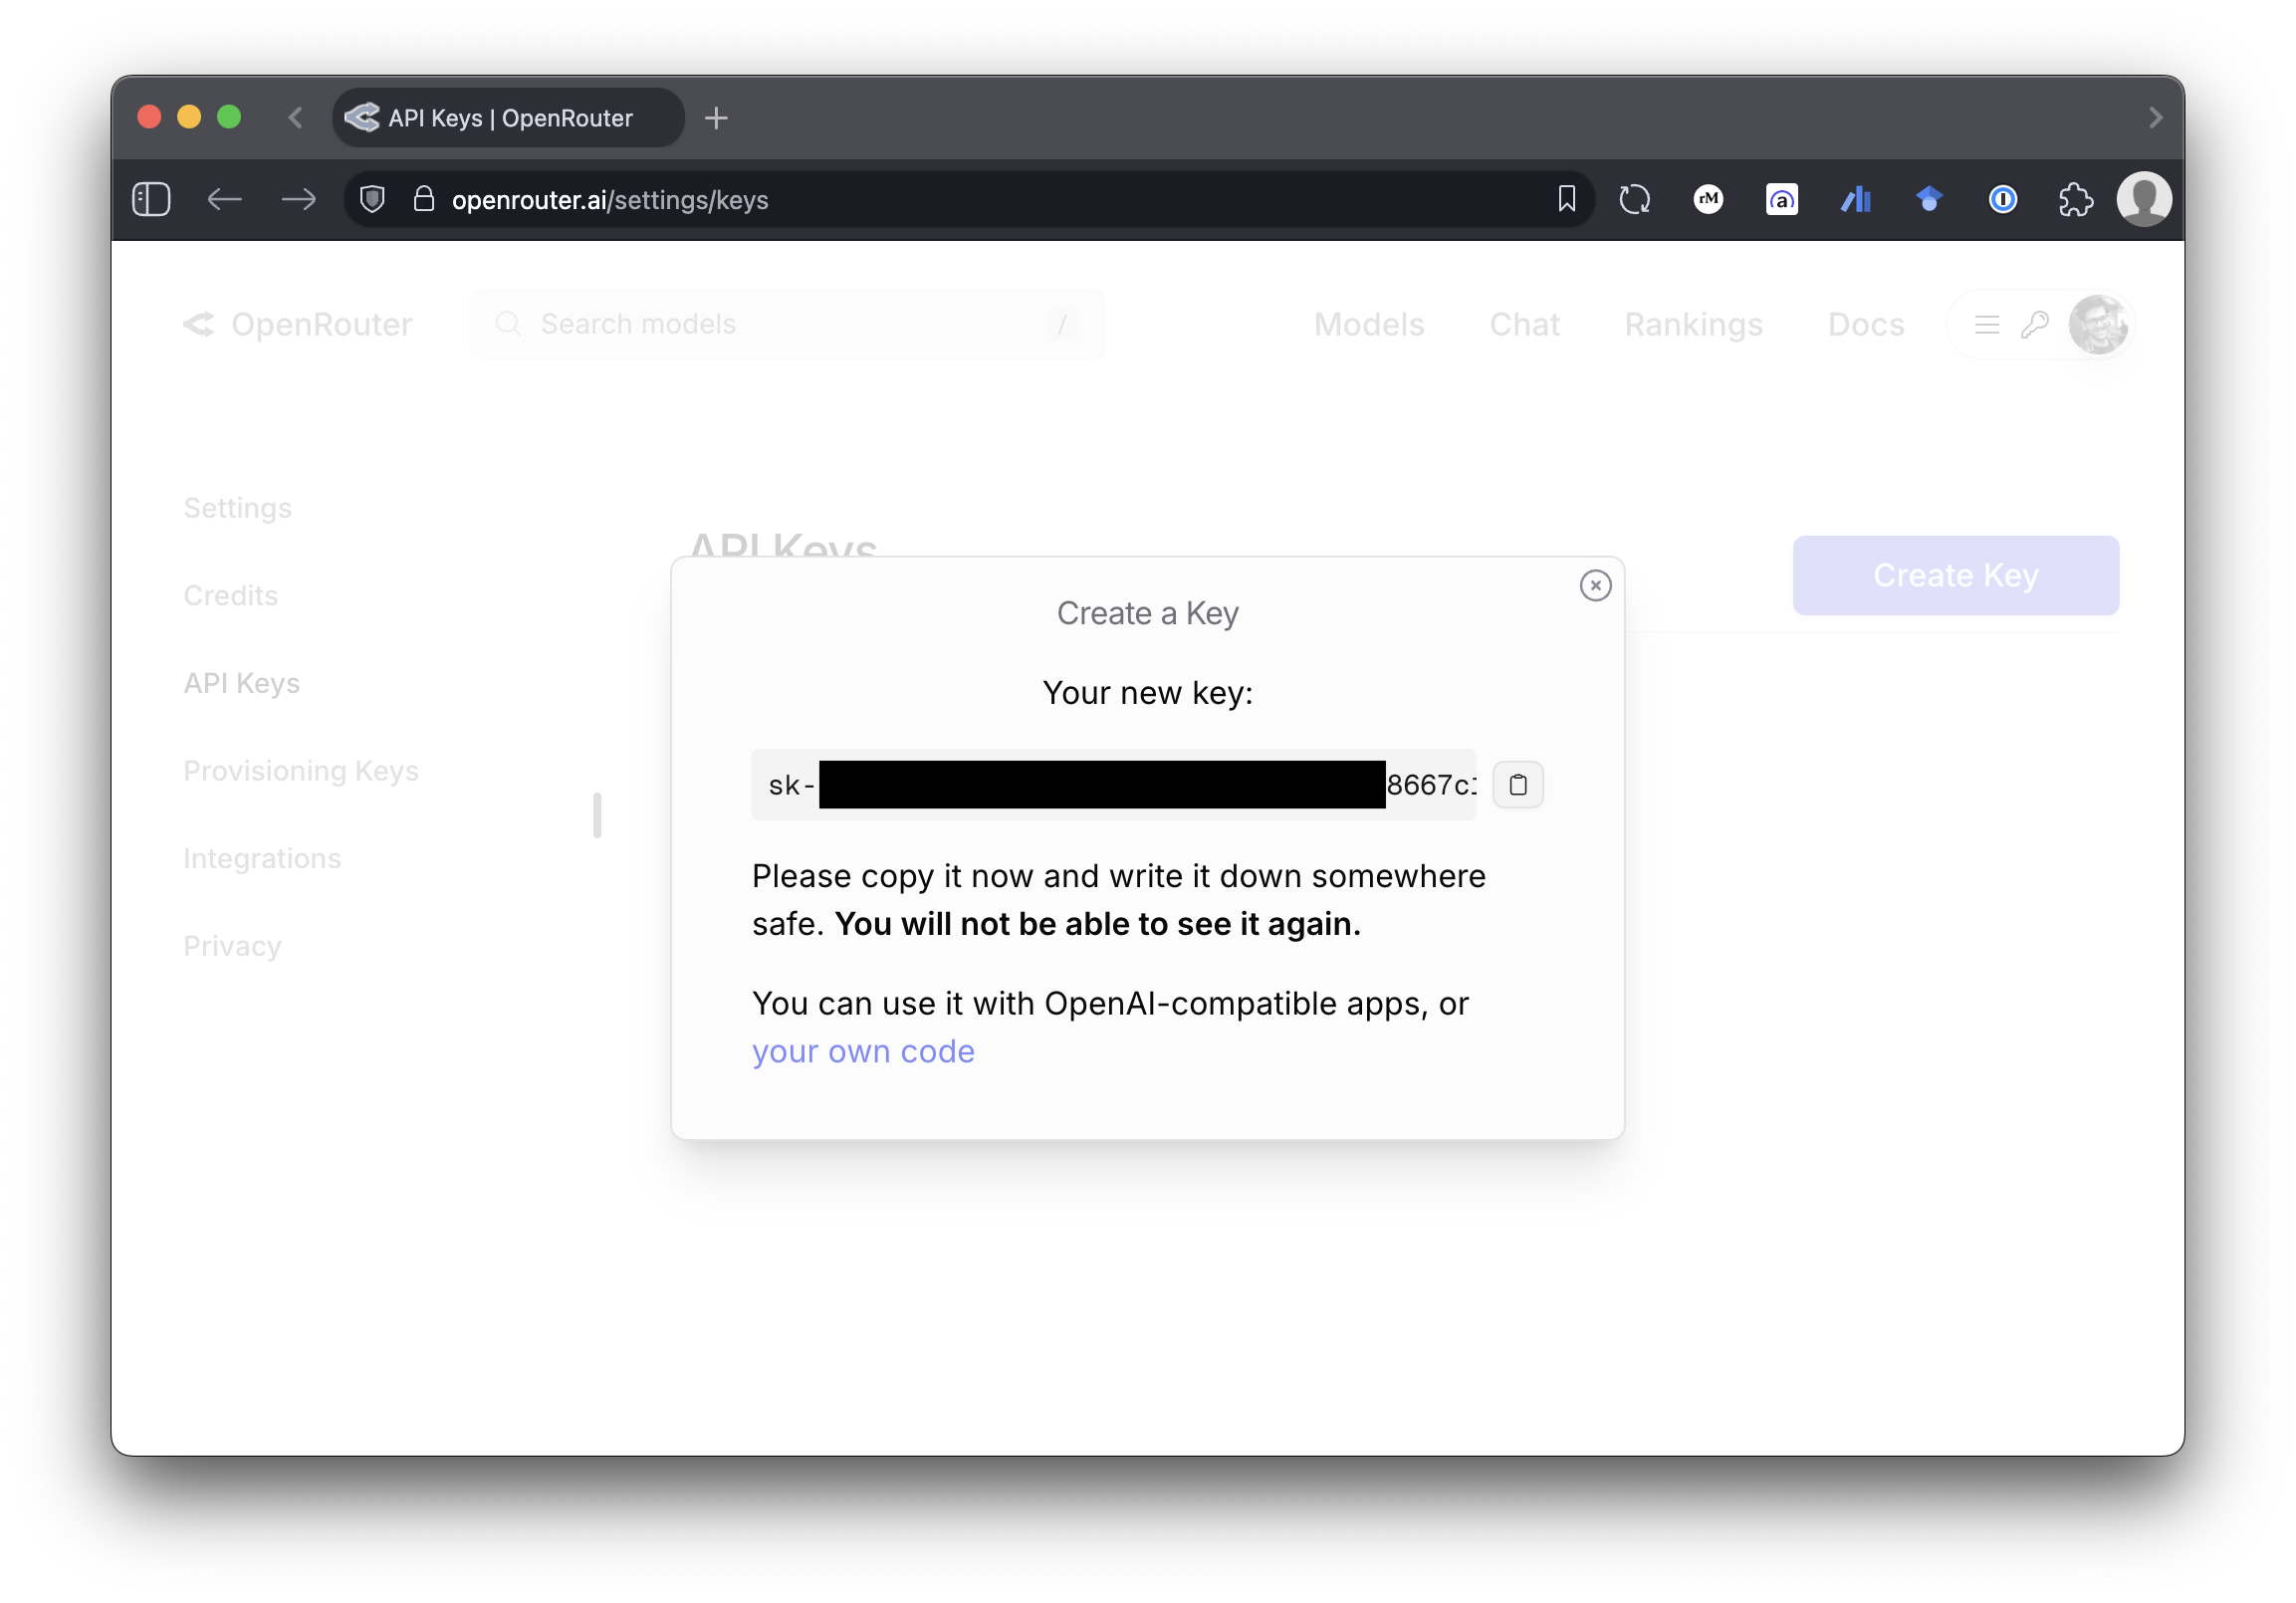 API Keys | OpenRouter
openrouter.ai/settings/keys
rM
a
OpenRouter
Search models
/
Models
Chat
Rankings
Docs
Settings
Credits
API Keys
Provisioning Keys
Integrations
Privacy
API Keys
Create Key
Create a Key
Your new key:
sk-
8667c
Please copy it now and write it down somewhere
safe. You will not be able to see it again.
You can use it with OpenAI-compatible apps, or
your own code